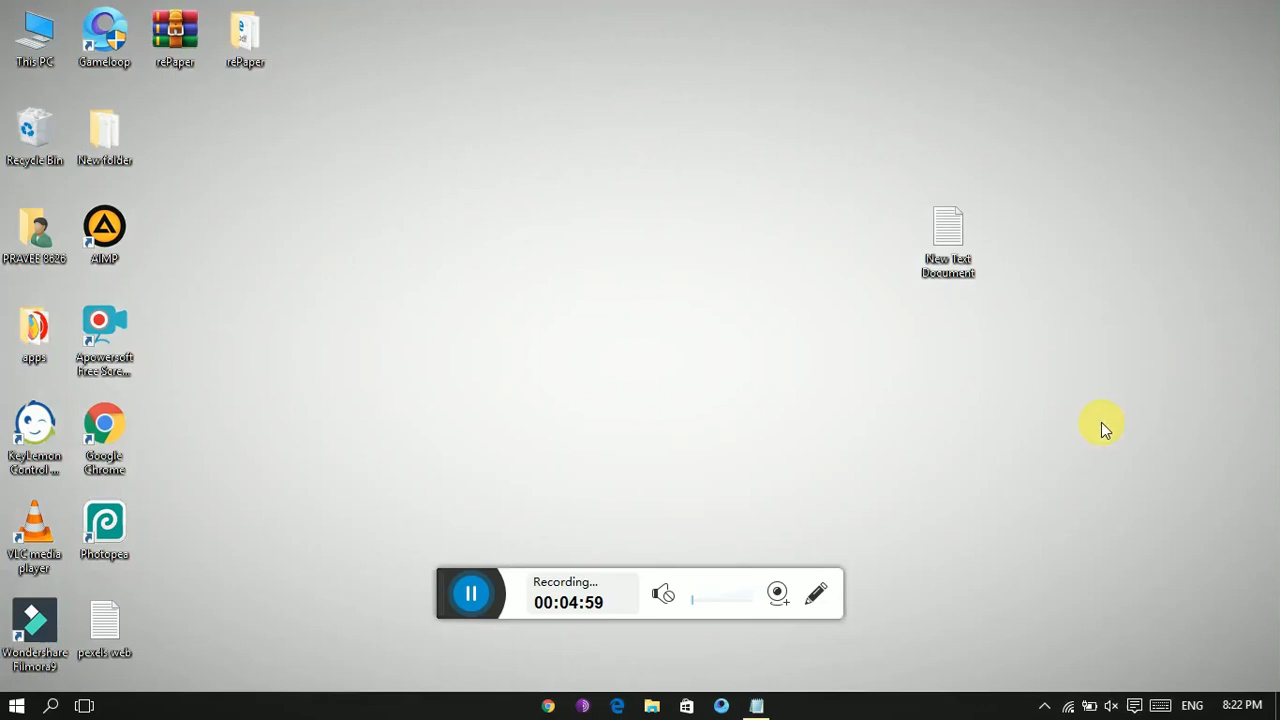 This PC
Gameloop
rePaper
rePaper
Recycle Bin
New folder
PRAVEE 8626
AIMP
apps
Apowersoft
Free Scre...
KeyLemon
Control ...
Google
Chrome
VLC media
player
Photopea
Wondershare
Filmora9
pexels web
New Text
Document
Recording...
00:04:59
ENG
8:22 PM